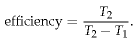 efficiency = T₂ / (T₂ − T₁).